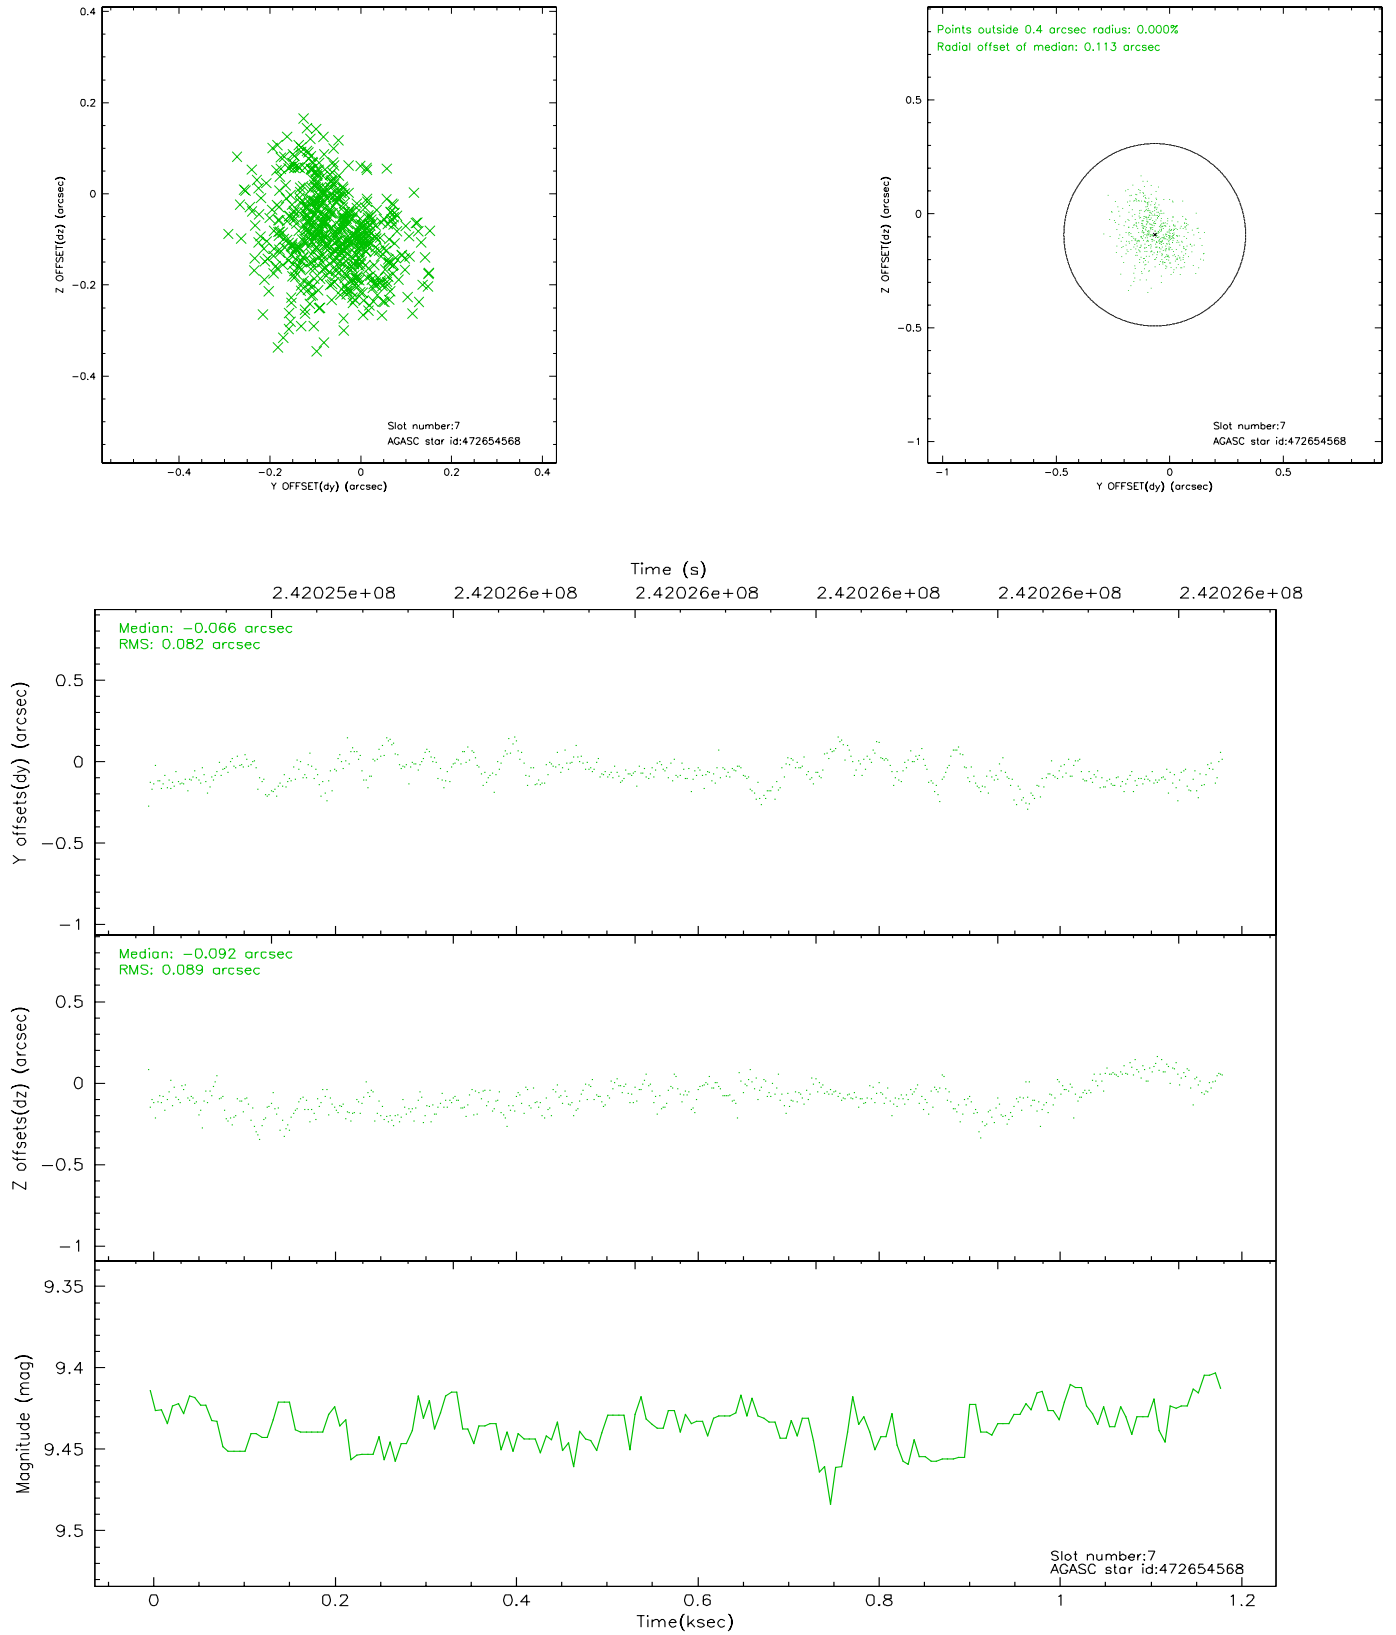 0.4
0.2
0
−0.2
−0.4
Z OFFSET(dz) (arcsec)
Slot number:7
AGASC star id:472654568
−0.4 −0.2 0 0.2 0.4
Y OFFSET(dy) (arcsec)
Points outside 0.4 arcsec radius: 0.000%
Radial offset of median: 0.113 arcsec
0.5
0
−0.5
−1
Z OFFSET(dz) (arcsec)
Slot number:7
AGASC star id:472654568
−1 −0.5 0 0.5
Y OFFSET(dy) (arcsec)
Time (s)
2.42025e+08 2.42026e+08 2.42026e+08 2.42026e+08 2.42026e+08 2.42026e+08
Median: −0.066 arcsec
RMS: 0.082 arcsec
0.5
0
−0.5
−1
Y offsets(dy) (arcsec)
Median: −0.092 arcsec
RMS: 0.089 arcsec
0.5
0
−0.5
−1
Z offsets(dz) (arcsec)
9.35
9.4
9.45
9.5
Magnitude (mag)
Slot number:7
AGASC star id:472654568
0 0.2 0.4 0.6 0.8 1 1.2
Time(ksec)